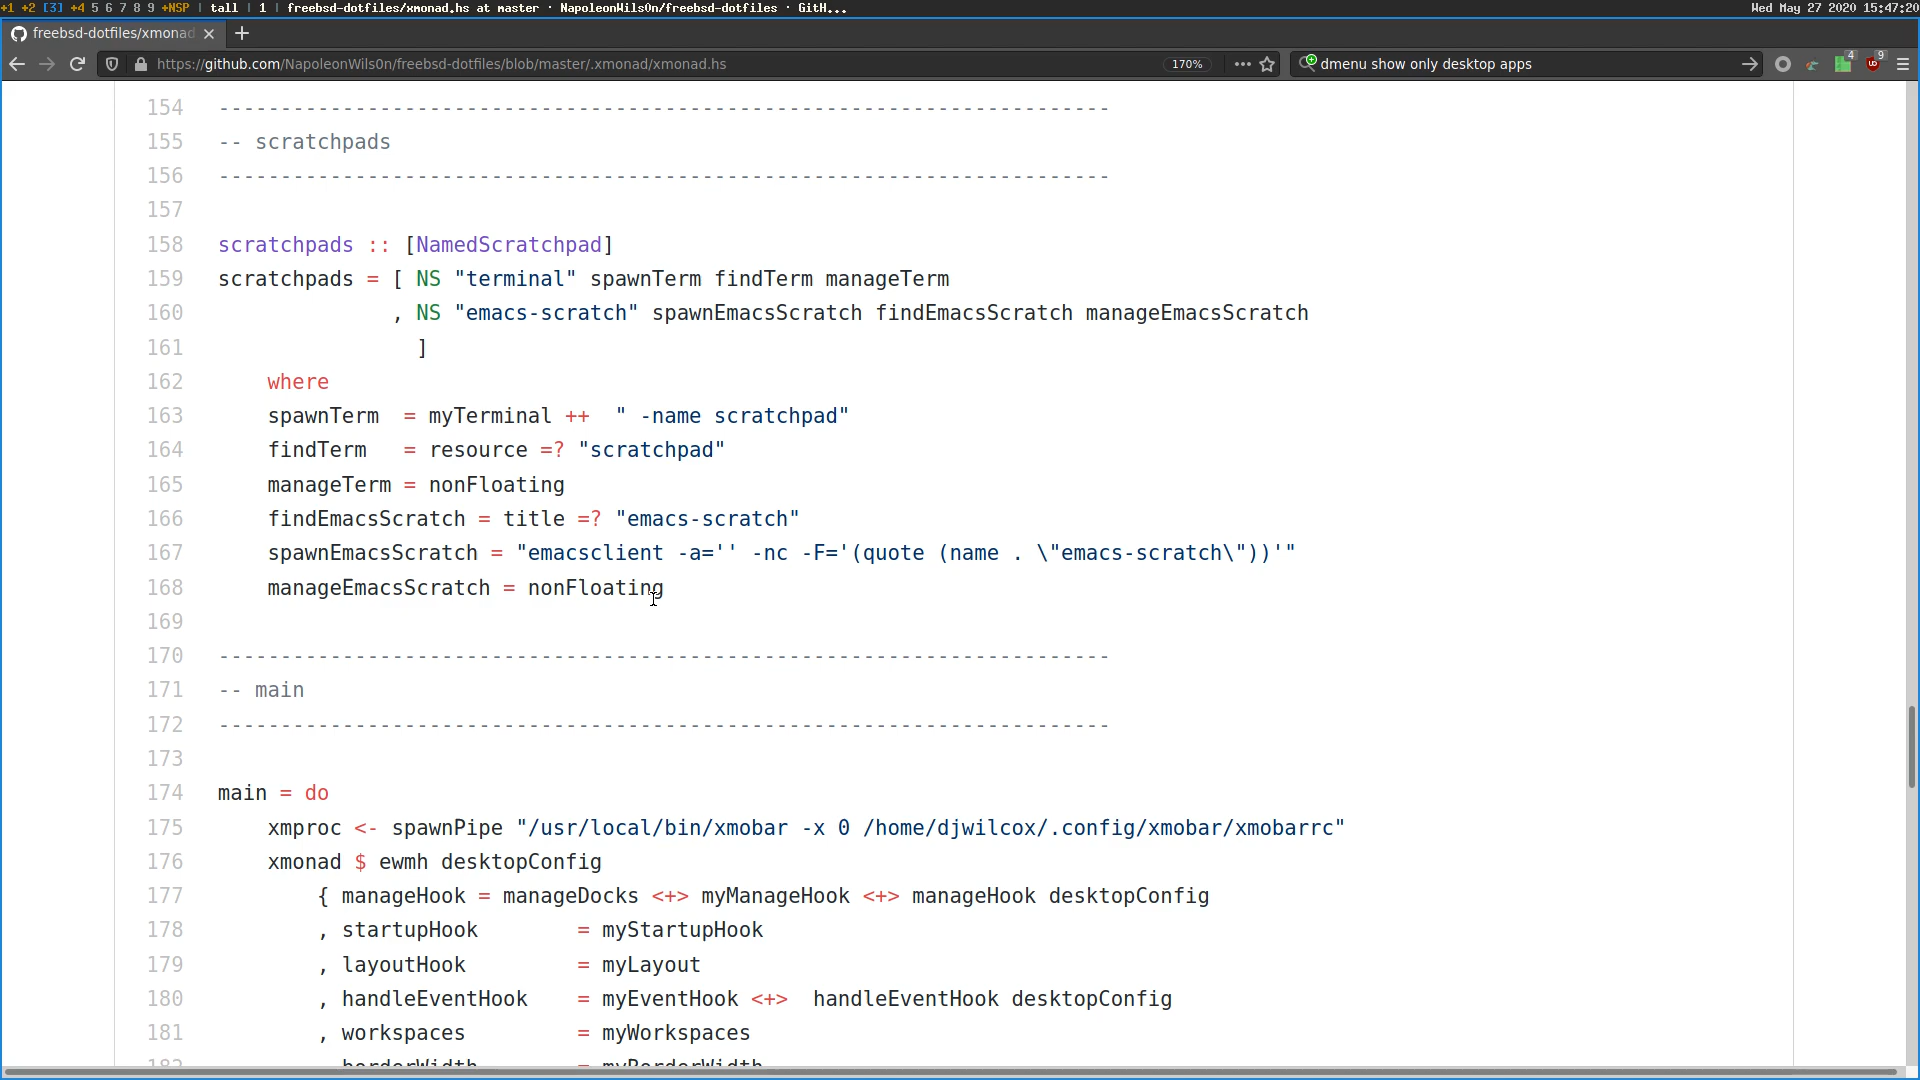 +1 +2 [3] +4 5 6 7 8 9 +NSP | tall | 1 | freebsd-dotfiles/xmonad.hs at master · NapoleonWils0n/freebsd-dotfiles · GitH...
Wed May 27 2020 15:47:20
freebsd-dotfiles/xmonad
https://github.com/NapoleonWils0n/freebsd-dotfiles/blob/master/.xmonad/xmonad.hs
170%
dmenu show only desktop apps
4
9
154 ------------------------------------------------------------------------
155 -- scratchpads
156 ------------------------------------------------------------------------
157
158 scratchpads :: [NamedScratchpad]
159 scratchpads = [ NS "terminal" spawnTerm findTerm manageTerm
160               , NS "emacs-scratch" spawnEmacsScratch findEmacsScratch manageEmacsScratch
161                 ]
162     where
163     spawnTerm  = myTerminal ++  " -name scratchpad"
164     findTerm   = resource =? "scratchpad"
165     manageTerm = nonFloating
166     findEmacsScratch = title =? "emacs-scratch"
167     spawnEmacsScratch = "emacsclient -a='' -nc -F='(quote (name . \"emacs-scratch\"))'"
168     manageEmacsScratch = nonFloating
169
170 ------------------------------------------------------------------------
171 -- main
172 ------------------------------------------------------------------------
173
174 main = do
175     xmproc <- spawnPipe "/usr/local/bin/xmobar -x 0 /home/djwilcox/.config/xmobar/xmobarrc"
176     xmonad $ ewmh desktopConfig
177         { manageHook = manageDocks <+> myManageHook <+> manageHook desktopConfig
178         , startupHook        = myStartupHook
179         , layoutHook         = myLayout
180         , handleEventHook    = myEventHook <+>  handleEventHook desktopConfig
181         , workspaces         = myWorkspaces
182         , borderWidth        = myBorderWidth